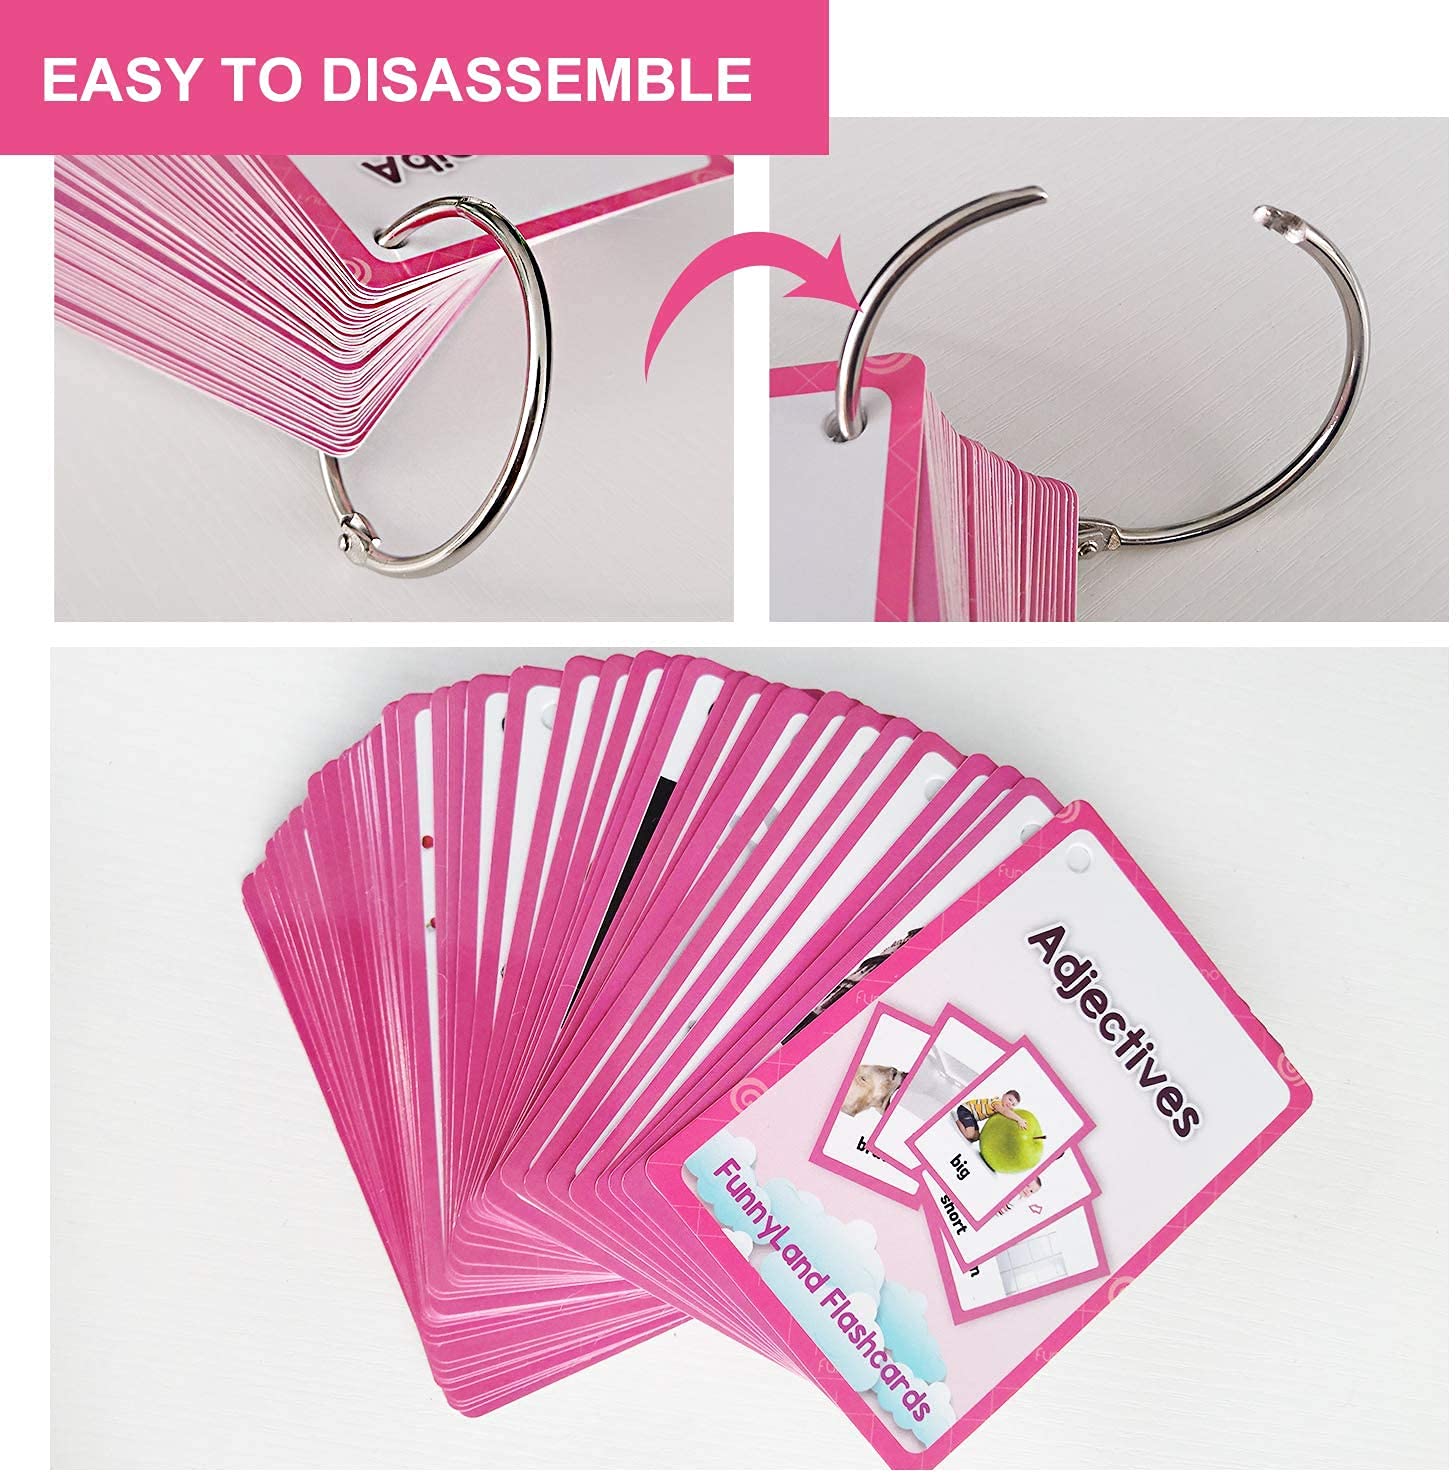 EASY TO DISASSEMBLE
Adjectives
big
short
FunnyLand Flashcards